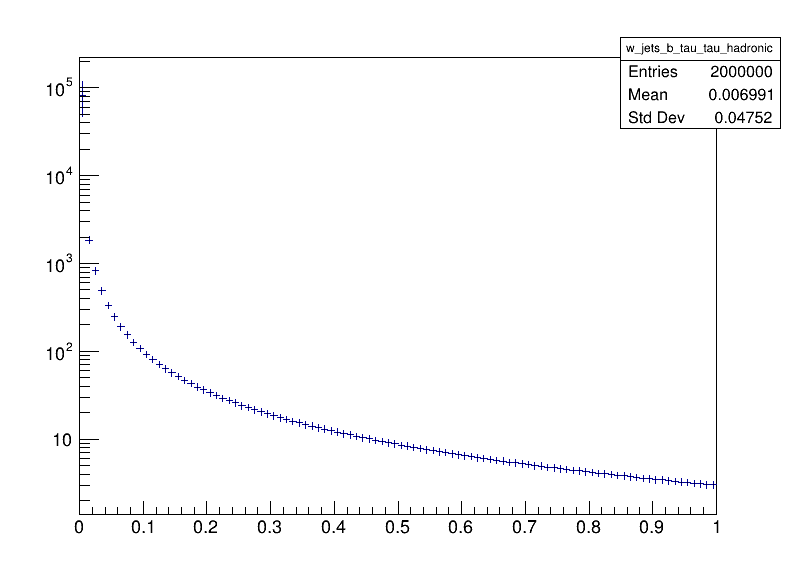 w_jets_b_tau_tau_hadronic
Entries 2000000
Mean 0.006991
Std Dev 0.04752
10^5
10^4
10^3
10^2
10
0 0.1 0.2 0.3 0.4 0.5 0.6 0.7 0.8 0.9 1